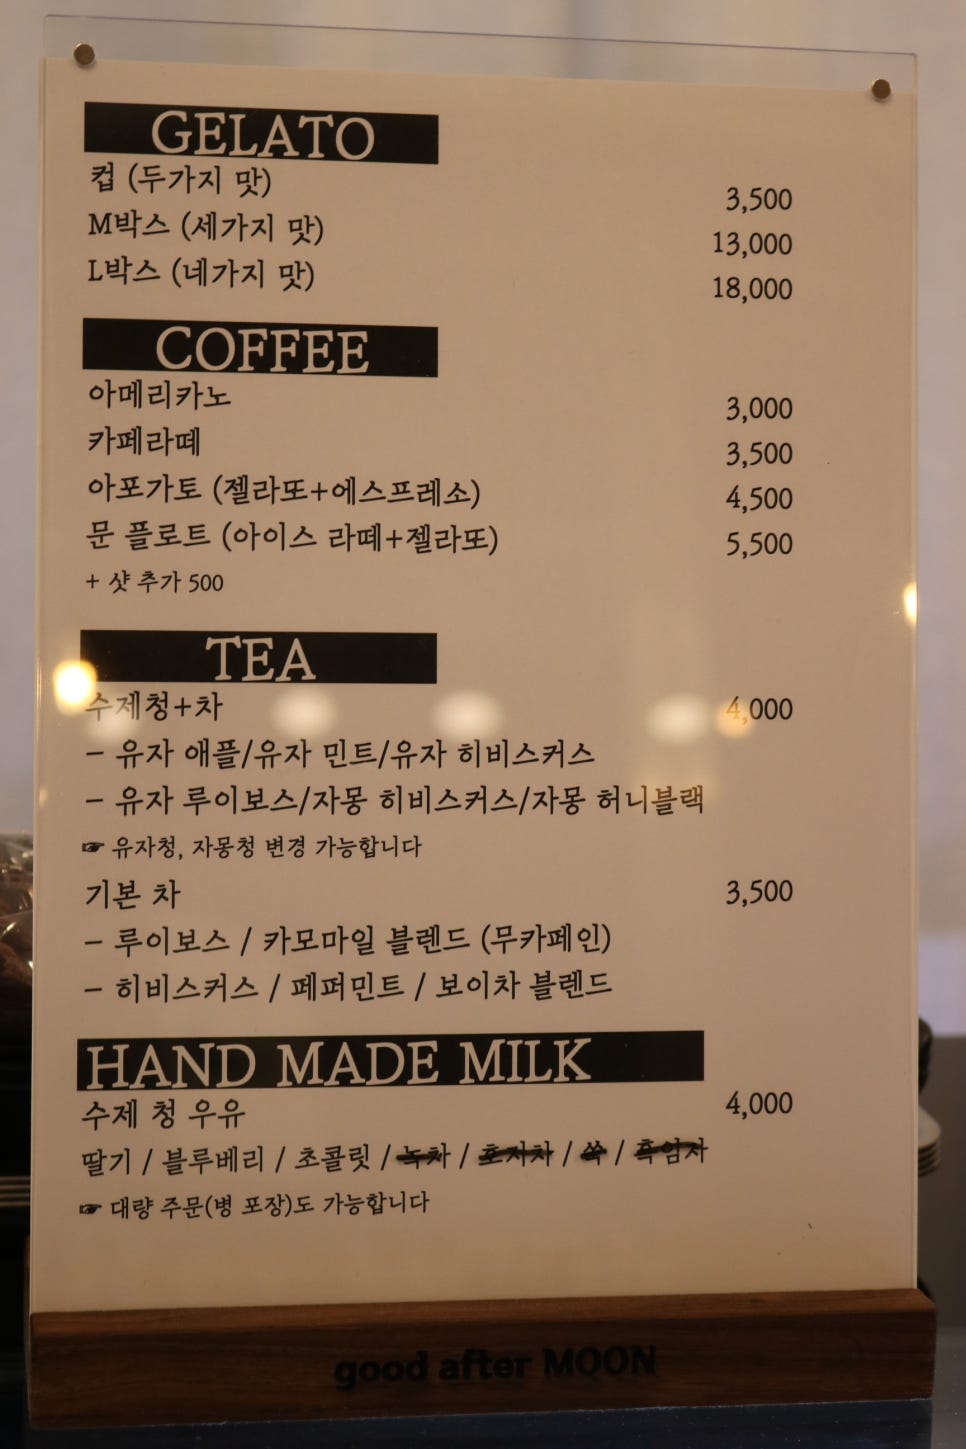 GELATO
컵 (두가지 맛) 3,500
M박스 (세가지 맛) 13,000
L박스 (네가지 맛) 18,000
COFFEE
아메리카노 3,000
카페라떼 3,500
아포가토 (젤라또+에스프레소) 4,500
문 플로트 (아이스 라떼+젤라또) 5,500
+ 샷 추가 500
TEA
수제청+차 4,000
- 유자 애플/유자 민트/유자 히비스커스
- 유자 루이보스/자몽 히비스커스/자몽 허니블랙
☞ 유자청, 자몽청 변경 가능합니다
기본 차 3,500
- 루이보스 / 카모마일 블렌드 (무카페인)
- 히비스커스 / 페퍼민트 / 보이차 블렌드
HAND MADE MILK
수제 청 우유 4,000
딸기 / 블루베리 / 초콜릿 / 녹차 / 호지차 / 쑥 / 흑임자
☞ 대량 주문(병 포장)도 가능합니다
good after MOON